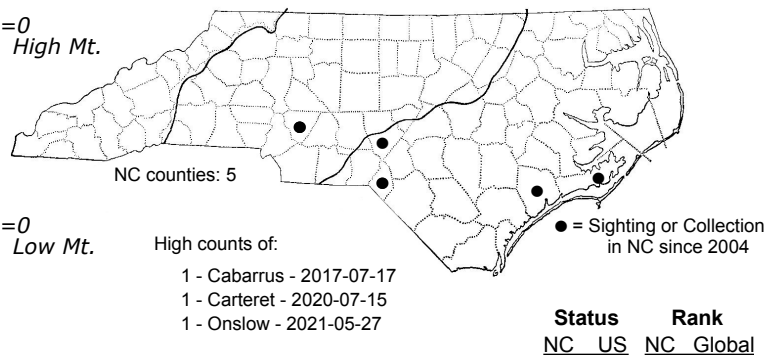 =0
High Mt.
NC counties: 5
=0
Low Mt.
High counts of:
1 - Cabarrus - 2017-07-17
1 - Carteret - 2020-07-15
1 - Onslow - 2021-05-27
● = Sighting or Collection
in NC since 2004
Status Rank
NC US NC Global